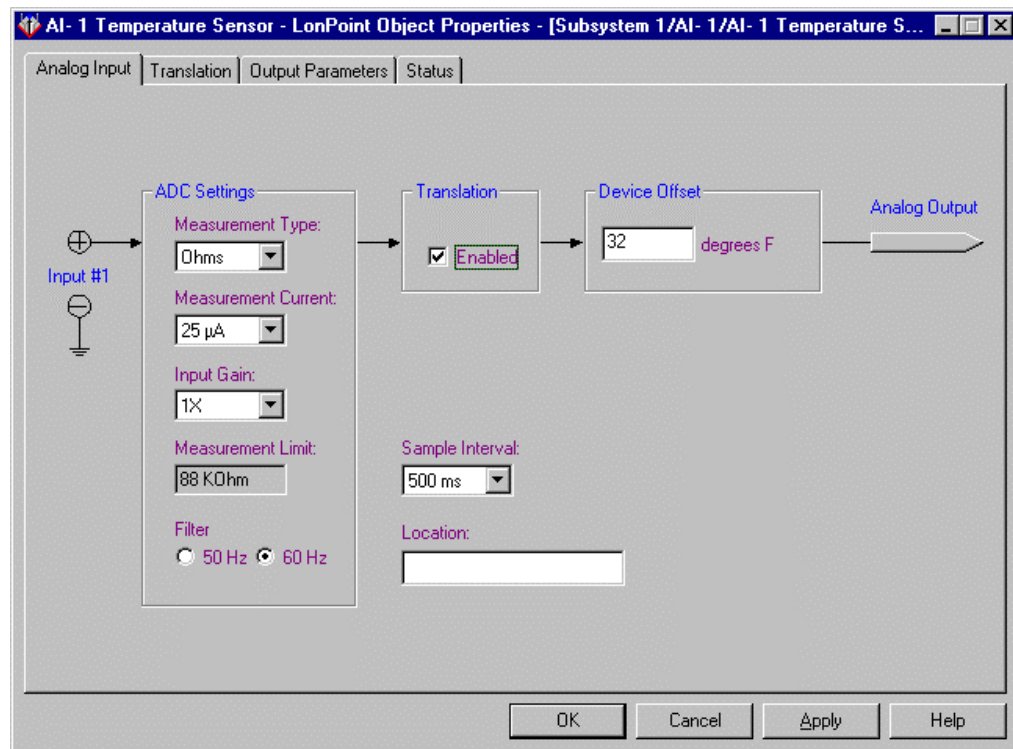 AI- 1 Temperature Sensor - LonPoint Object Properties - [Subsystem 1/AI- 1/AI- 1 Temperature S...
Analog Input
Translation
Output Parameters
Status
ADC Settings
Measurement Type:
Ohms
Input #1
Measurement Current:
25 µA
Input Gain:
1X
Measurement Limit:
88 KOhm
Filter
50 Hz
60 Hz
Translation
Enabled
Device Offset
32
degrees F
Analog Output
Sample Interval:
500 ms
Location:
OK
Cancel
Apply
Help